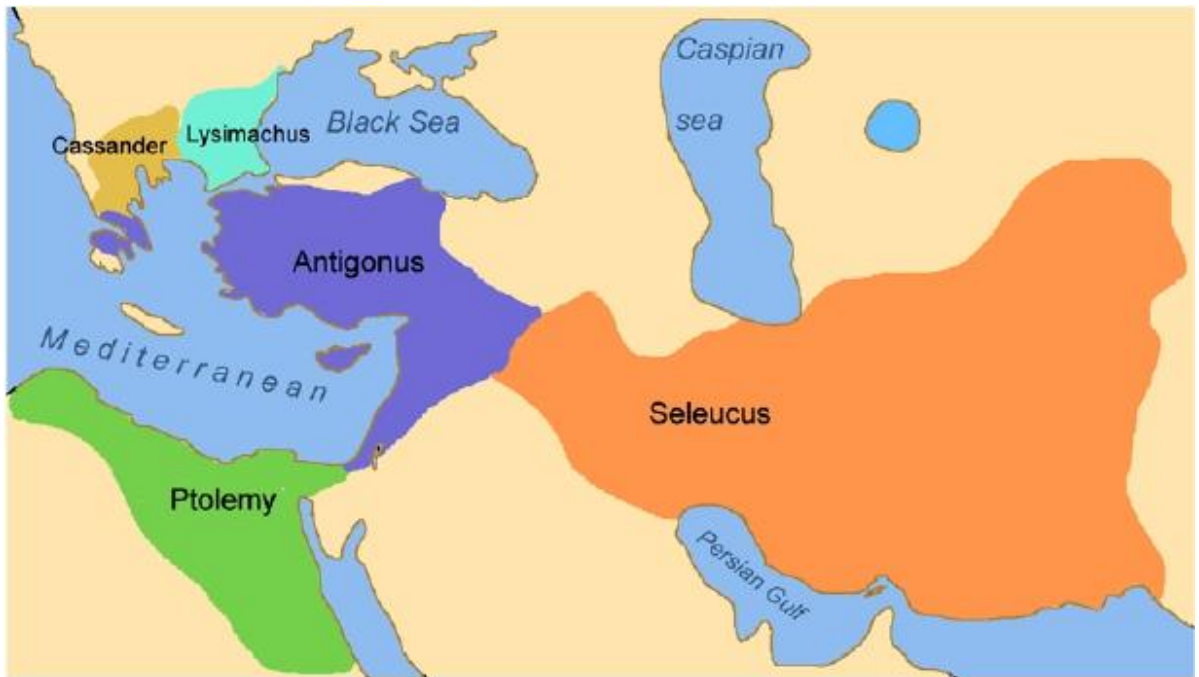 Caspian
sea
Black Sea
Lysimachus
Cassander
Antigonus
Mediterranean
Seleucus
Ptolemy
Persian Gulf